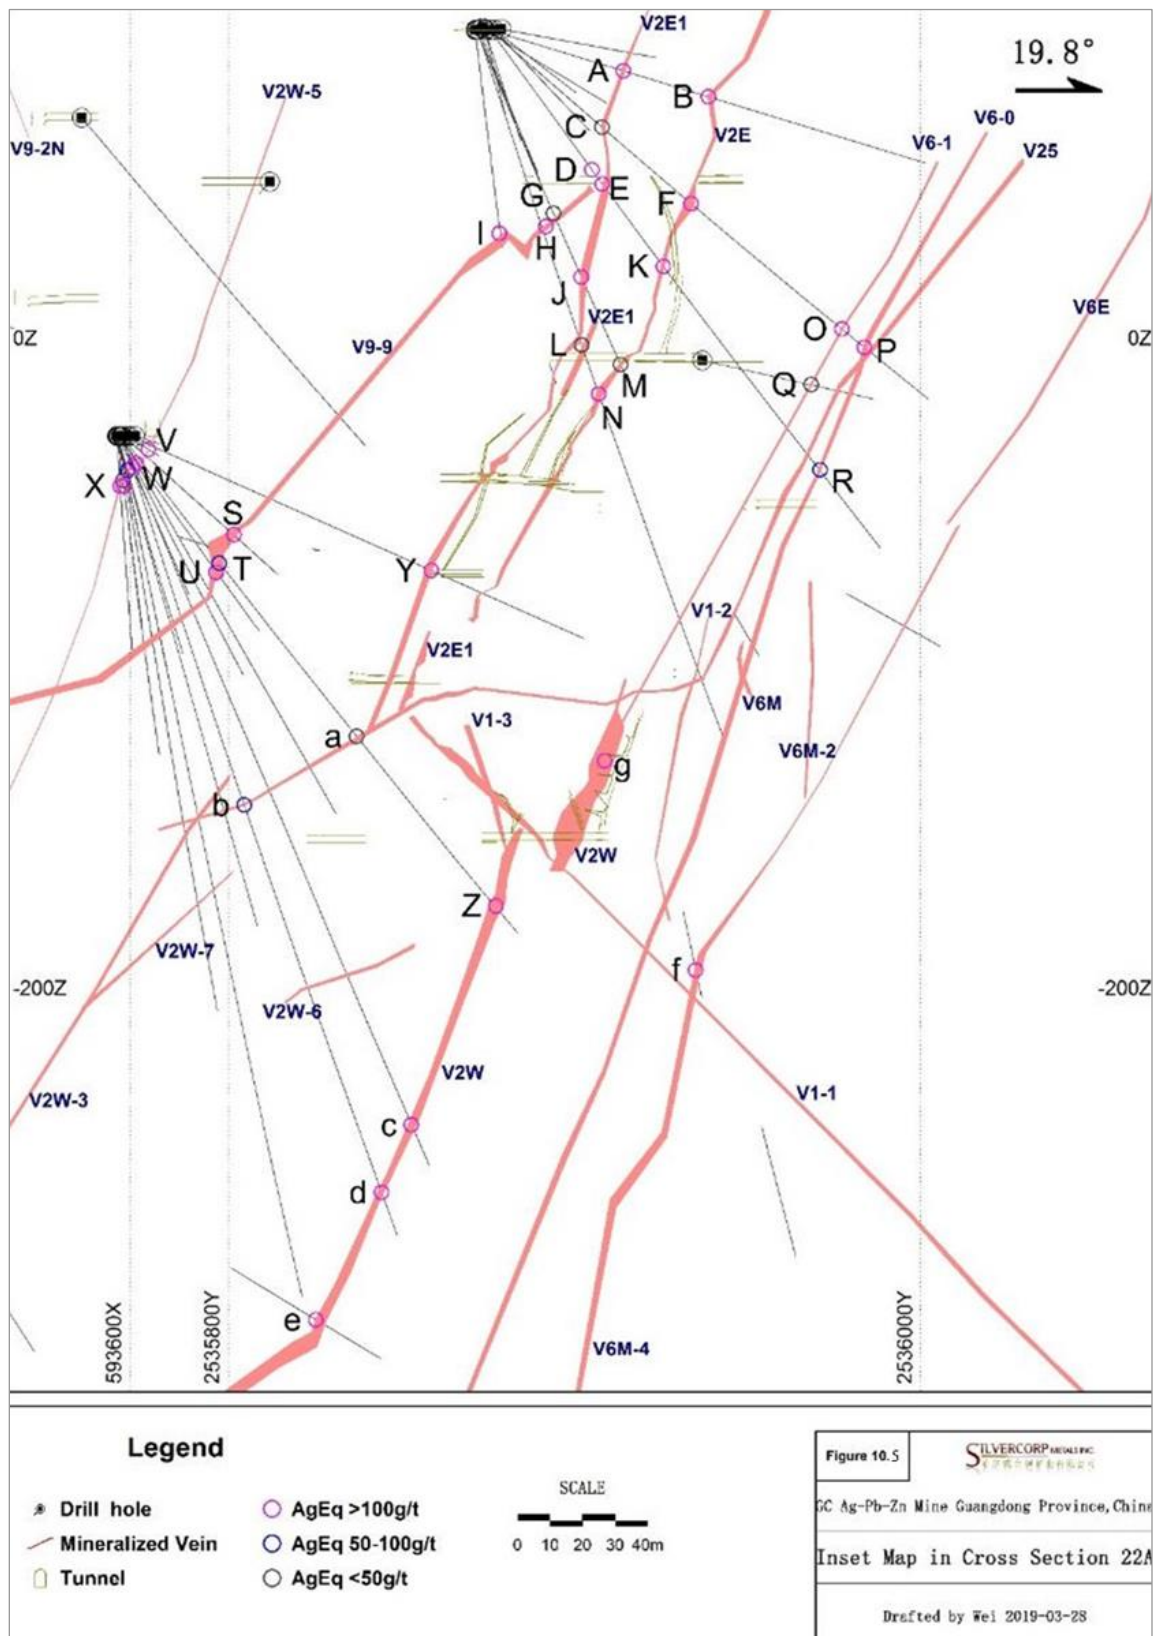 V2E1
19.8°
A
B
V2W-5
C
V2E
V6-0
V9-2N
V6-1
V25
D
E
G
F
I
H
K
J
V6E
V2E1
O
0Z
V9-9
L
P
0Z
M
Q
N
V
X
W
R
S
U
T
Y
V1-2
V2E1
V6M
V1-3
a
V6M-2
g
b
V2W
Z
V2W-7
f
-200Z
-200Z
V2W-6
V2W
V2W-3
V1-1
c
d
593600X
2535800Y
2536000Y
e
V6M-4
Legend
Drill hole
Mineralized Vein
Tunnel
AgEq >100g/t
AgEq 50-100g/t
AgEq <50g/t
SCALE
0 10 20 30 40m
Figure 10.5
SILVERCORP METALS INC.
GC Ag-Pb-Zn Mine Guangdong Province, China
Inset Map in Cross Section 22A
Drafted by Wei 2019-03-28